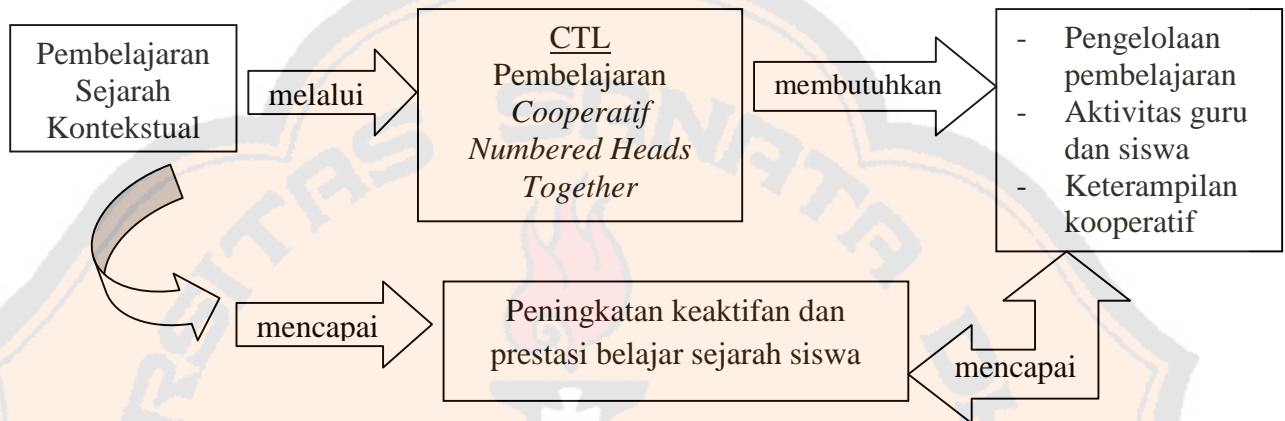 Pembelajaran
Sejarah
Kontekstual
melalui
CTL
Pembelajaran
Cooperatif
Numbered Heads
Together
membutuhkan
- Pengelolaan
pembelajaran
- Aktivitas guru
dan siswa
- Keterampilan
kooperatif
mencapai
Peningkatan keaktifan dan
prestasi belajar sejarah siswa
mencapai
SANATA